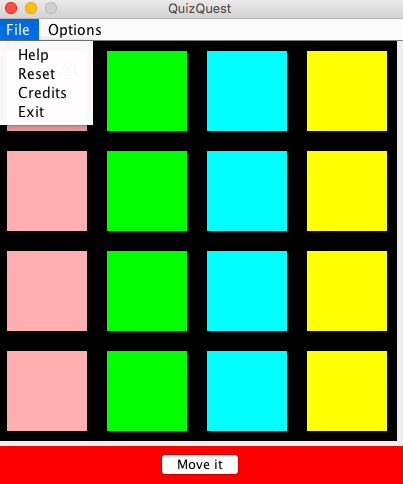 QuizQuest
File Options
Help
Reset
Credits
Exit
Move it